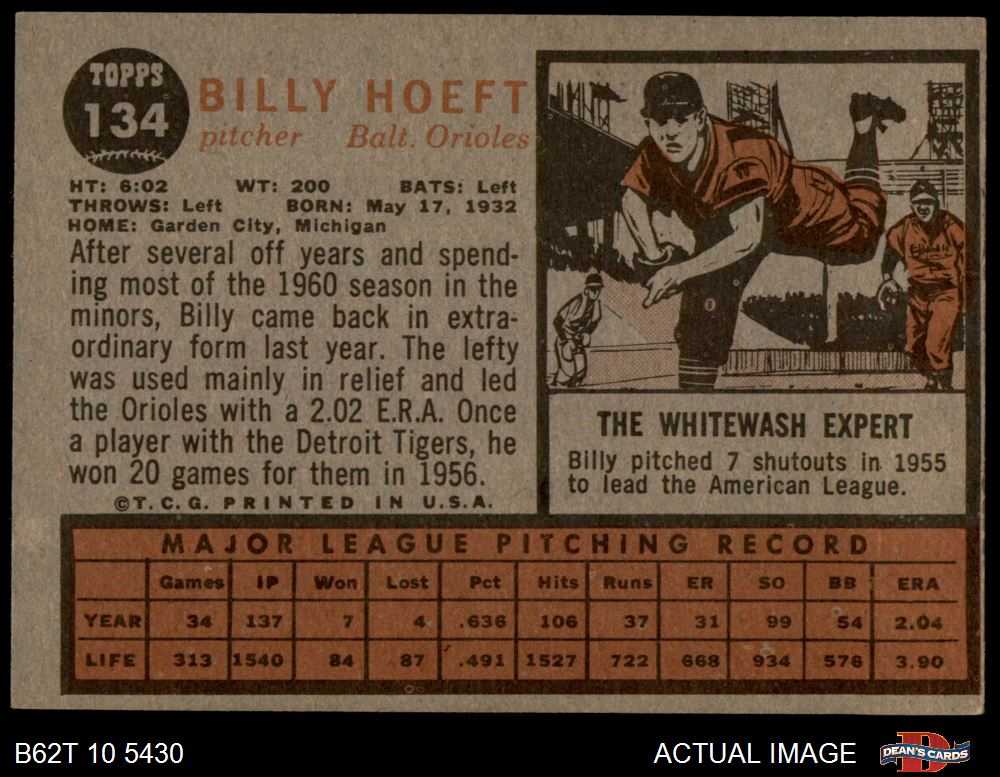 TOPPS
134
BILLY HOEFT
pitcher Balt. Orioles
HT: 6:02 WT: 200 BATS: Left
THROWS: Left BORN: May 17, 1932
HOME: Garden City, Michigan
After several off years and spend-
ing most of the 1960 season in the
minors, Billy came back in extra-
ordinary form last year. The lefty
was used mainly in relief and led
the Orioles with a 2.02 E.R.A. Once
a player with the Detroit Tigers, he
won 20 games for them in 1956.
©T.C.G. PRINTED IN U.S.A.
THE WHITEWASH EXPERT
Billy pitched 7 shutouts in 1955
to lead the American League.
MAJOR LEAGUE PITCHING RECORD
Games IP Won Lost Pct Hits Runs ER SO BB ERA
YEAR 34 137 7 4 .636 106 37 31 99 54 2.04
LIFE 313 1540 84 87 .491 1527 722 668 934 576 3.90
B62T 10 5430 ACTUAL IMAGE DEAN'S CARDS